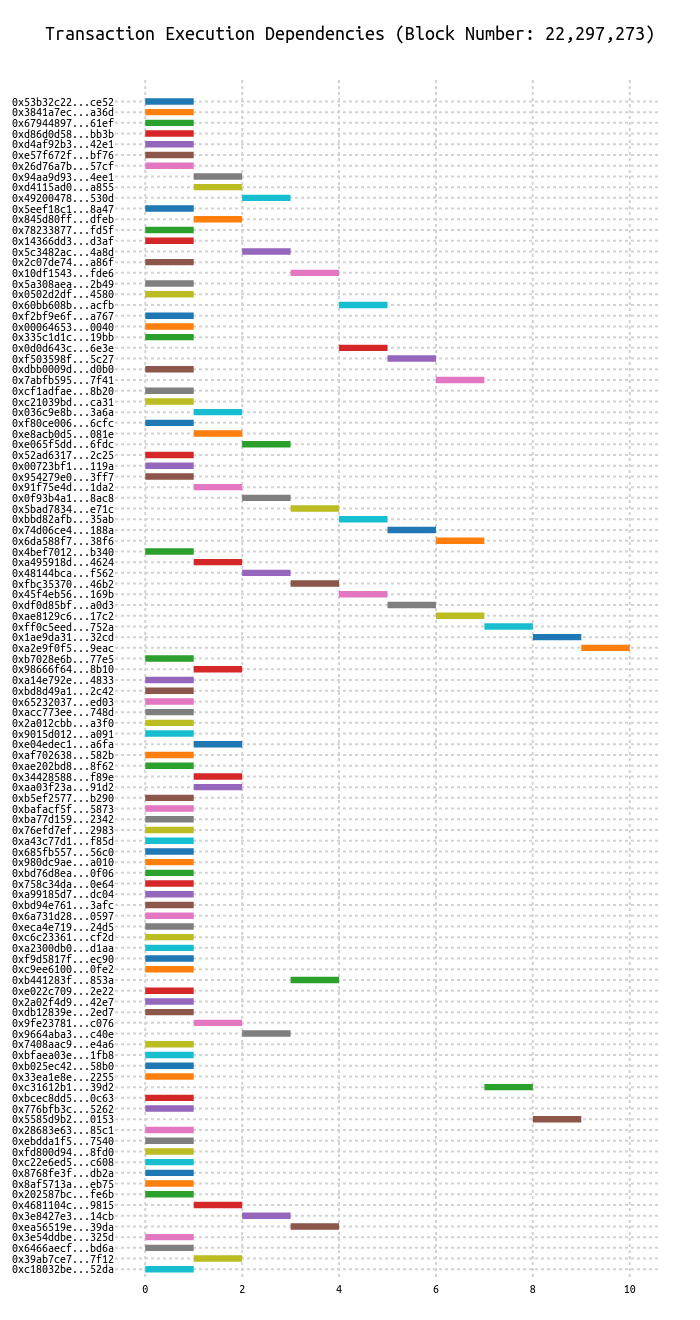 Transaction Execution Dependencies (Block Number: 22,297,273)
0x53b32c22...ce52
0x3841a7ec...a36d
0x67944897...61ef
0xd86d0d58...bb3b
0xd4af92b3...42e1
0xe57f672f...bf76
0x26d76a7b...57cf
0x94aa9d93...4ee1
0xd4115ad0...a855
0x49200478...530d
0x5eef18c1...8a47
0x845d80ff...dfeb
0x78233877...fd5f
0x14366dd3...d3af
0x5c3482ac...4a8d
0x2c07de74...a86f
0x10df1543...fde6
0x5a308aea...2b49
0x0502d2df...4580
0x60bb608b...acfb
0xf2bf9e6f...a767
0x00064653...0040
0x335c1d1c...19bb
0x0d0d643c...6e3e
0xf503598f...5c27
0xdbb0009d...d0b0
0x7abfb595...7f41
0xcf1adfae...8b20
0xc21039bd...ca31
0x036c9e8b...3a6a
0xf80ce006...6cfc
0xe8acb0d5...081e
0xe065f5dd...6fdc
0x52ad6317...2c25
0x00723bf1...119a
0x954279e0...3ff7
0x91f75e4d...1da2
0x0f93b4a1...8ac8
0x5bad7834...e71c
0xbbd82afb...35ab
0x74d06ce4...188a
0x6da588f7...38f6
0x4bef7012...b340
0xa495918d...4624
0x48144bca...f562
0xfbc35370...46b2
0x45f4eb56...169b
0xdf0d85bf...a0d3
0xae8129c6...17c2
0xff0c5eed...752a
0x1ae9da31...32cd
0xa2e9f0f5...9eac
0xb7028e6b...77e5
0x98666f64...8b10
0xa14e792e...4833
0xbd8d49a1...2c42
0x65232037...ed03
0xacc773ee...748d
0x2a012cbb...a3f0
0x9015d012...a091
0xe04edec1...a6fa
0xaf702638...582b
0xae202bd8...8f62
0x34428588...f89e
0xaa03f23a...91d2
0xb5ef2577...b290
0xbafacf5f...5873
0xba77d159...2342
0x76efd7ef...2983
0xa43c77d1...f85d
0x685fb557...56c0
0x980dc9ae...a010
0xbd76d8ea...0f06
0x758c34da...0e64
0xa99185d7...dc04
0xbd94e761...3afc
0x6a731d28...0597
0xeca4e719...24d5
0xc6c23361...cf2d
0xa2300db0...d1aa
0xf9d5817f...ec90
0xc9ee6100...0fe2
0xb441283f...853a
0xe022c709...2e22
0x2a02f4d9...42e7
0xdb12839e...2ed7
0x9fe23781...c076
0x9664aba3...c40e
0x7408aac9...e4a6
0xbfaea03e...1fb8
0xb025ec42...58b0
0x33ea1e8e...2255
0xc31612b1...39d2
0xbcec8dd5...0c63
0x776bfb3c...5262
0x5585d9b2...0153
0x28683e63...85c1
0xebdda1f5...7540
0xfd800d94...8fd0
0xc22e6ed5...c608
0x8768fe3f...db2a
0x8af5713a...eb75
0x202587bc...fe6b
0x4681104c...9815
0x3e8427e3...14cb
0xea56519e...39da
0x3e54ddbe...325d
0x6466aecf...bd6a
0x39ab7ce7...7f12
0xc18032be...52da
0 2 4 6 8 10